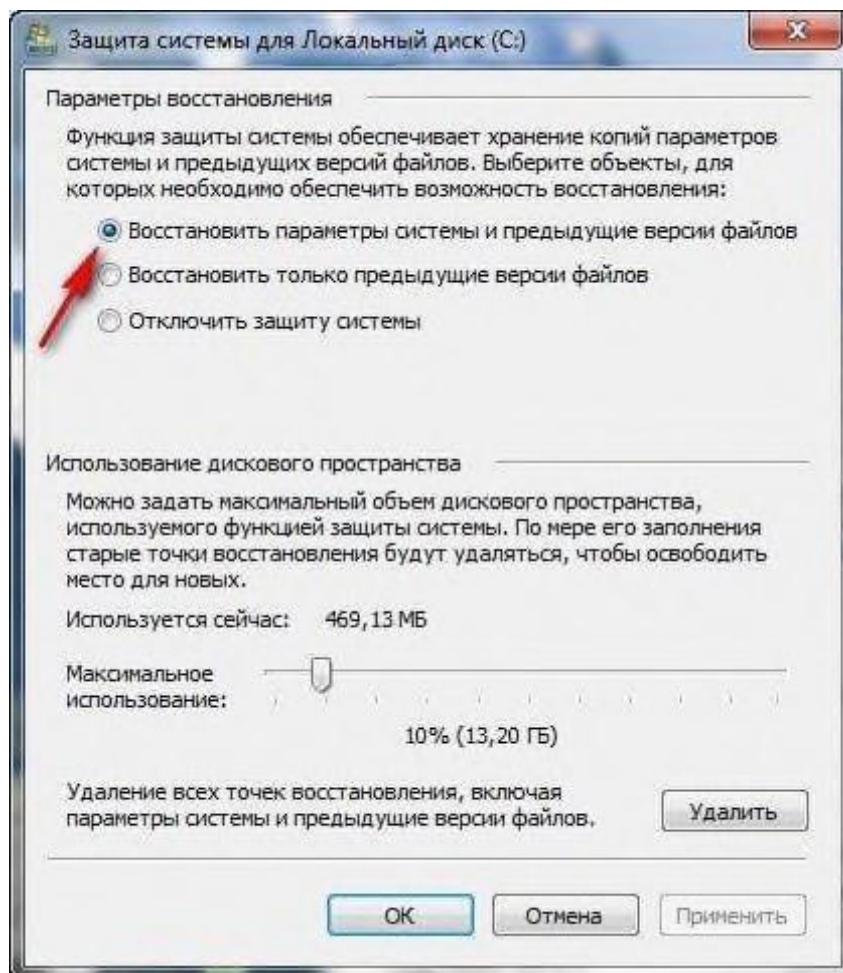 Защита системы для Локальный диск (C:)
Параметры восстановления
Функция защиты системы обеспечивает хранение копий параметров
системы и предыдущих версий файлов. Выберите объекты, для
которых необходимо обеспечить возможность восстановления:
Восстановить параметры системы и предыдущие версии файлов
Восстановить только предыдущие версии файлов
Отключить защиту системы
Использование дискового пространства
Можно задать максимальный объем дискового пространства,
используемого функцией защиты системы. По мере его заполнения
старые точки восстановления будут удаляться, чтобы освободить
место для новых.
Используется сейчас: 469,13 МБ
Максимальное
использование:
10% (13,20 ГБ)
Удаление всех точек восстановления, включая
параметры системы и предыдущие версии файлов.
Удалить
ОК Отмена Применить